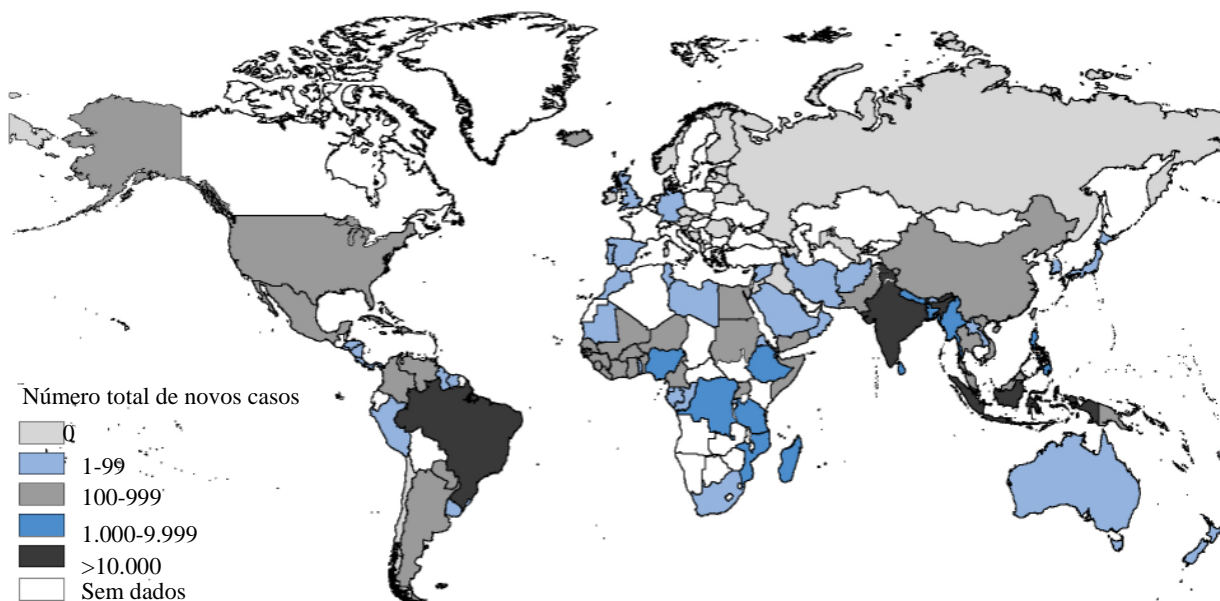 Número total de novos casos
0
1-99
100-999
1.000-9.999
>10.000
Sem dados